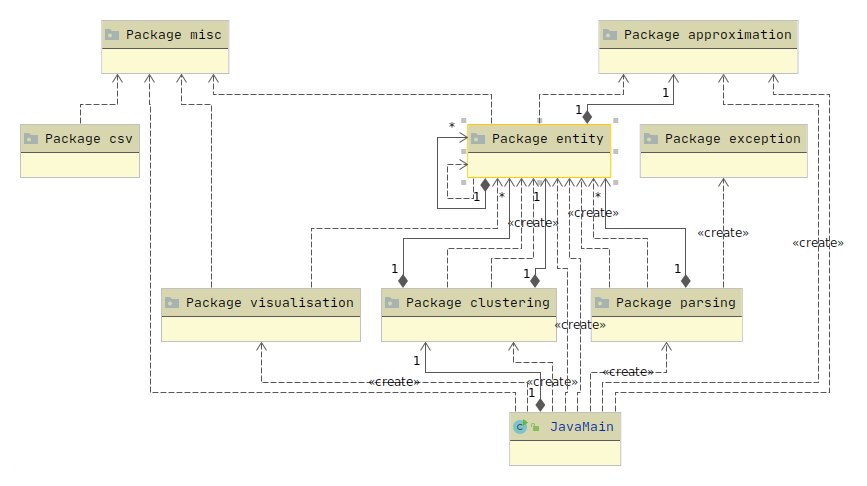 Package misc
Package approximation
1
1
*
Package csv
Package entity
Package exception
1
*
1
*
«create»
«create»
«create»
«create»
1
1
1
Package visualisation
Package clustering
Package parsing
«create»
1
«create»
«create»
«create»
1
JavaMain